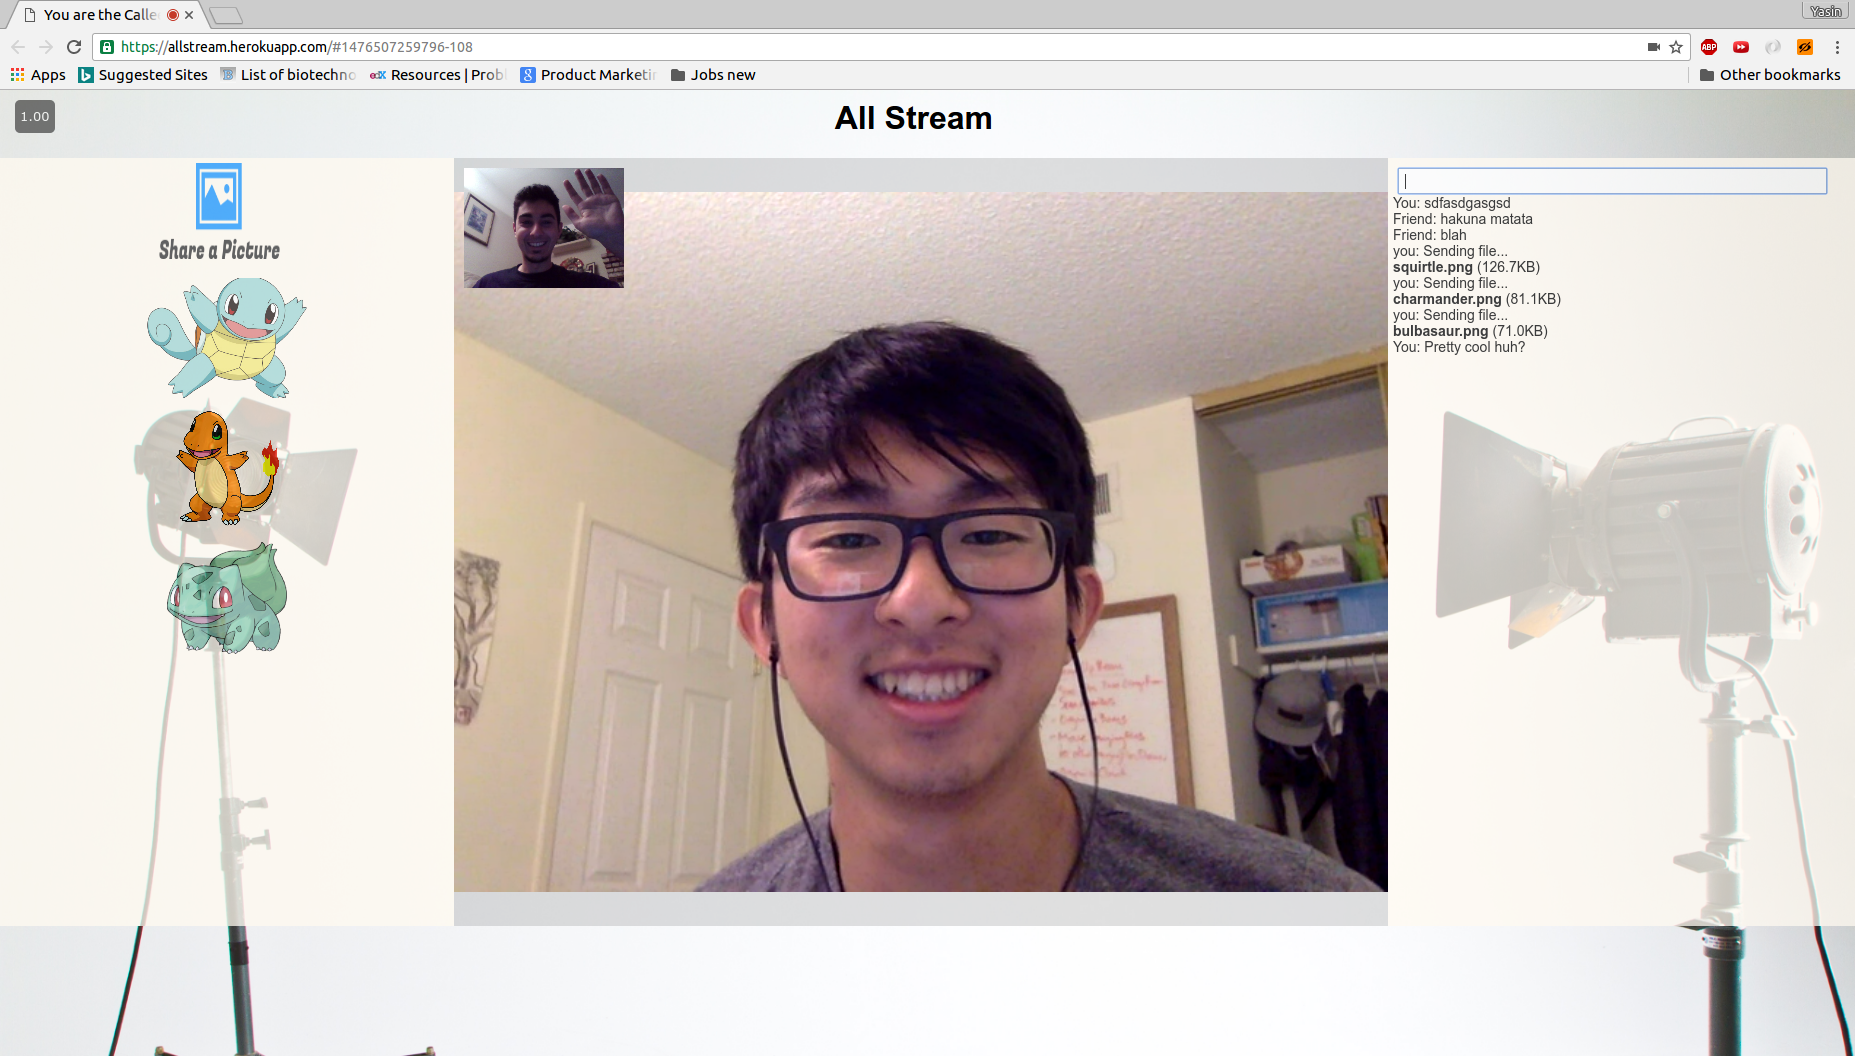 You are the Calle
Yasin
https://allstream.herokuapp.com/#1476507259796-108
ABP
Apps
Suggested Sites
List of biotechno
edX Resources | Prob
Product Marketin
Jobs new
Other bookmarks
1.00
All Stream
Share a Picture
You: sdfasdgasgsd
Friend: hakuna matata
Friend: blah
you: Sending file...
squirtle.png (126.7KB)
you: Sending file...
charmander.png (81.1KB)
you: Sending file...
bulbasaur.png (71.0KB)
You: Pretty cool huh?